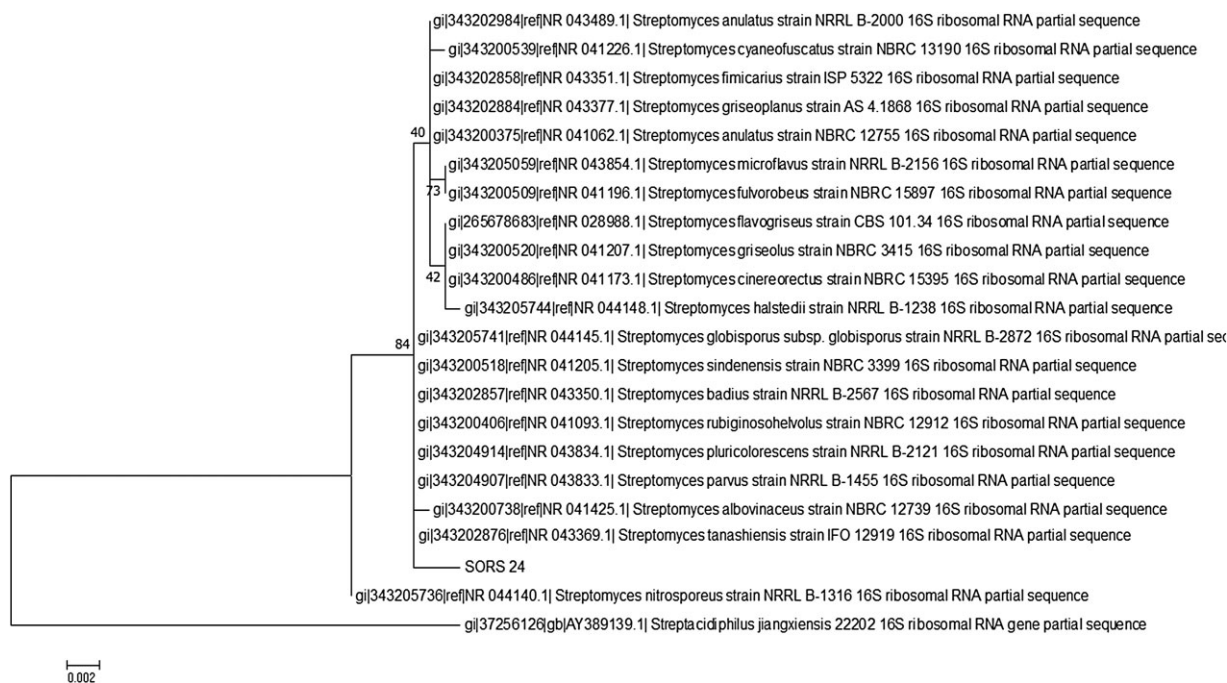 gi|343202984|ref|NR 043489.1| Streptomyces anulatus strain NRRL B-2000 16S ribosomal RNA partial sequence
gi|343200539|ref|NR 041226.1| Streptomyces cyaneofuscatus strain NBRC 13190 16S ribosomal RNA partial sequence
gi|343202858|ref|NR 043351.1| Streptomyces fimicarius strain ISP 5322 16S ribosomal RNA partial sequence
gi|343202884|ref|NR 043377.1| Streptomyces griseoplanus strain AS 4.1868 16S ribosomal RNA partial sequence
40
gi|343200375|ref|NR 041062.1| Streptomyces anulatus strain NBRC 12755 16S ribosomal RNA partial sequence
gi|343205059|ref|NR 043854.1| Streptomyces microflavus strain NRRL B-2156 16S ribosomal RNA partial sequence
73
gi|343200509|ref|NR 041196.1| Streptomyces fulvorobeus strain NBRC 15897 16S ribosomal RNA partial sequence
gi|265678683|ref|NR 028988.1| Streptomyces flavogriseus strain CBS 101.34 16S ribosomal RNA partial sequence
gi|343200520|ref|NR 041207.1| Streptomyces griseolus strain NBRC 3415 16S ribosomal RNA partial sequence
42
gi|343200486|ref|NR 041173.1| Streptomyces cinereorectus strain NBRC 15395 16S ribosomal RNA partial sequence
gi|343205744|ref|NR 044148.1| Streptomyces halstedii strain NRRL B-1238 16S ribosomal RNA partial sequence
84
gi|343205741|ref|NR 044145.1| Streptomyces globisporus subsp. globisporus strain NRRL B-2872 16S ribosomal RNA partial sec
gi|343200518|ref|NR 041205.1| Streptomyces sindenensis strain NBRC 3399 16S ribosomal RNA partial sequence
gi|343202857|ref|NR 043350.1| Streptomyces badius strain NRRL B-2567 16S ribosomal RNA partial sequence
gi|343200406|ref|NR 041093.1| Streptomyces rubiginosohelvolus strain NBRC 12912 16S ribosomal RNA partial sequence
gi|343204914|ref|NR 043834.1| Streptomyces pluricolorescens strain NRRL B-2121 16S ribosomal RNA partial sequence
gi|343204907|ref|NR 043833.1| Streptomyces parvus strain NRRL B-1455 16S ribosomal RNA partial sequence
gi|343200738|ref|NR 041425.1| Streptomyces albovinaceus strain NBRC 12739 16S ribosomal RNA partial sequence
gi|343202876|ref|NR 043369.1| Streptomyces tanashiensis strain IFO 12919 16S ribosomal RNA partial sequence
SORS 24
gi|343205736|ref|NR 044140.1| Streptomyces nitrosporeus strain NRRL B-1316 16S ribosomal RNA partial sequence
gi|37256126|gb|AY389139.1| Streptacidiphilus jiangxiensis 22202 16S ribosomal RNA gene partial sequence
0.002